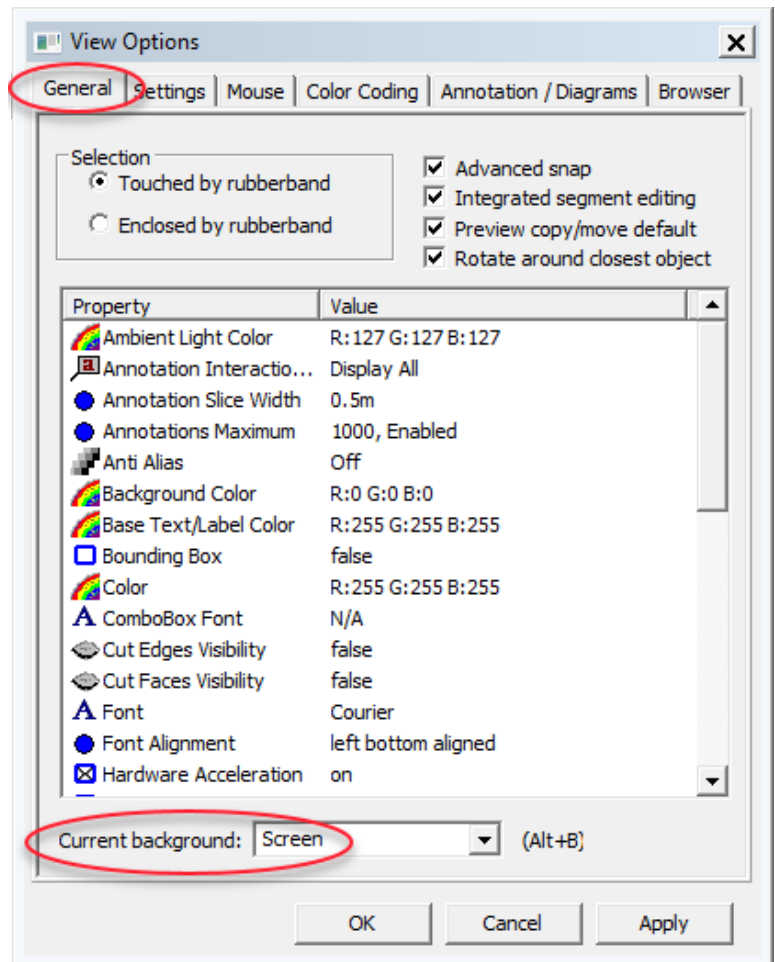 View Options
General Settings Mouse Color Coding Annotation / Diagrams Browser
Selection
Touched by rubberband
Enclosed by rubberband
Advanced snap
Integrated segment editing
Preview copy/move default
Rotate around closest object
Property Value
Ambient Light Color R:127 G:127 B:127
Annotation Interactio... Display All
Annotation Slice Width 0.5m
Annotations Maximum 1000, Enabled
Anti Alias Off
Background Color R:0 G:0 B:0
Base Text/Label Color R:255 G:255 B:255
Bounding Box false
Color R:255 G:255 B:255
ComboBox Font N/A
Cut Edges Visibility false
Cut Faces Visibility false
Font Courier
Font Alignment left bottom aligned
Hardware Acceleration on
Current background: Screen (Alt+B)
OK Cancel Apply